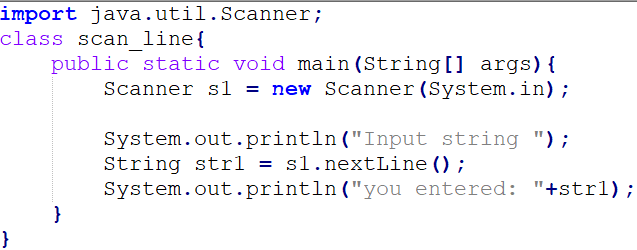 import java.util.Scanner;
class scan_line{
    public static void main(String[] args){
        Scanner s1 = new Scanner(System.in);

        System.out.println("Input string ");
        String str1 = s1.nextLine();
        System.out.println("you entered: "+str1);
    }
}